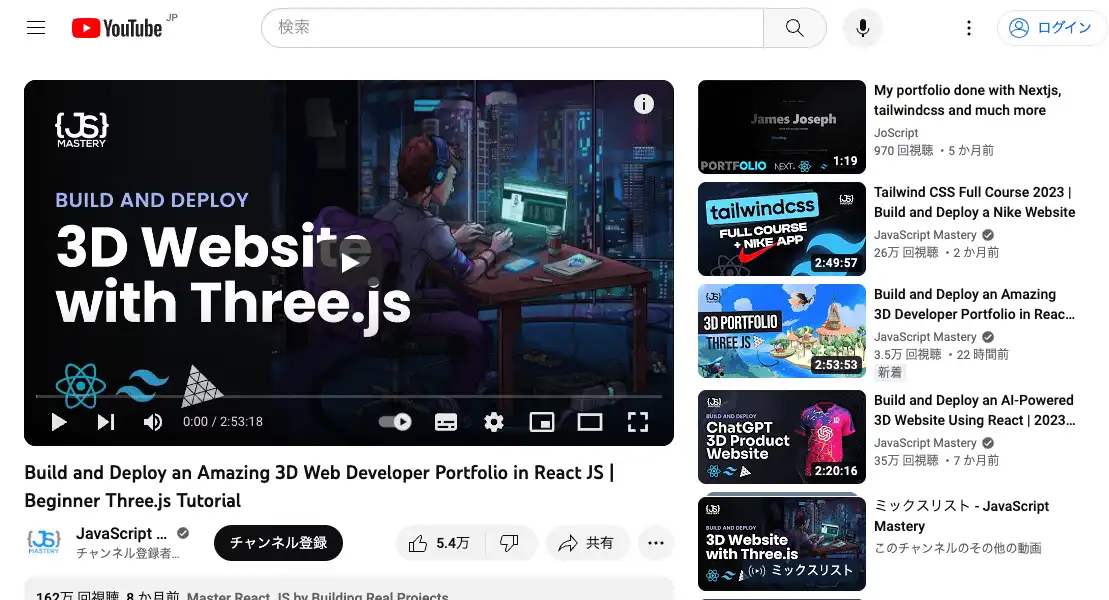 YouTube JP
検索
ログイン
{JS}
MASTERY
BUILD AND DEPLOY
3D Website
with Three.js
0:00 / 2:53:18
Build and Deploy an Amazing 3D Web Developer Portfolio in React JS |
Beginner Three.js Tutorial
{JS}
MASTERY
JavaScript ...
チャンネル登録者...
チャンネル登録
5.4万
共有
162万 回視聴 8 か月前 Master React JS by Building Real Projects
James Joseph
PORTFOLIO NEXT
1:19
My portfolio done with Nextjs,
tailwindcss and much more
JoScript
970 回視聴 ・5 か月前
{JS}
tailwindcss
FULL COURSE
+ NIKE APP
2:49:57
Tailwind CSS Full Course 2023 |
Build and Deploy a Nike Website
JavaScript Mastery
26万 回視聴 ・2 か月前
{JS}
3D PORTFOLIO
THREE JS
2:53:53
Build and Deploy an Amazing
3D Developer Portfolio in Reac...
JavaScript Mastery
3.5万 回視聴 ・22 時間前
新着
{JS}
BUILD AND DEPLOY
ChatGPT
3D Product
Website
2:20:16
Build and Deploy an AI-Powered
3D Website Using React | 2023...
JavaScript Mastery
35万 回視聴 ・7 か月前
{JS}
BUILD AND DEPLOY
3D Website
with Three.js
ミックスリスト
ミックスリスト - JavaScript
Mastery
このチャンネルのその他の動画